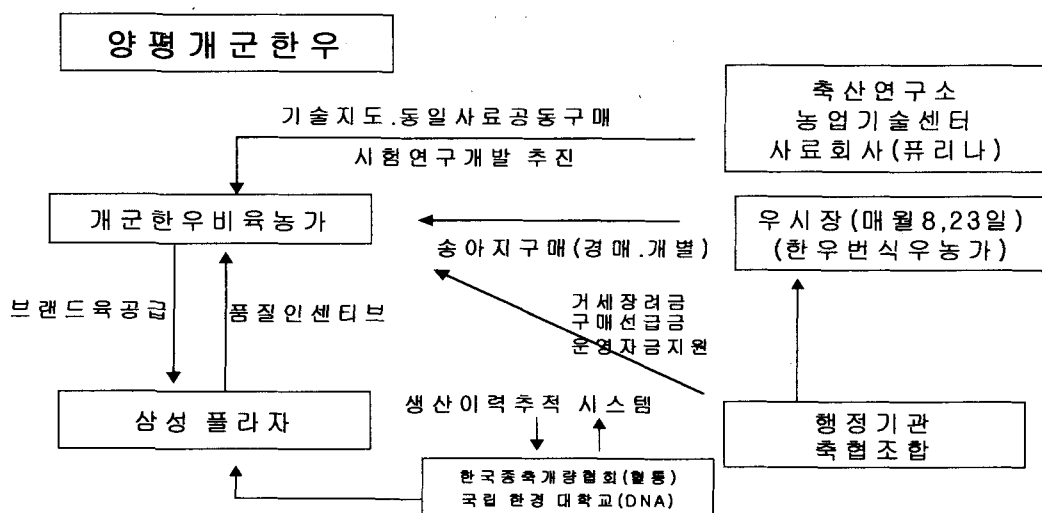 양평개군한우
축산연구소
농업기술센터
사료회사(퓨리나)
기술지도.동일사료공동구매
시험연구개발 추진
개군한우비육농가
우시장(매월8,23일)
(한우번식우농가)
송아지구매(경매.개별)
브랜드육공급
품질인센티브
거세장려금
구매선급금
운영자금지원
삼성 플라자
생산이력추적 시스템
행정기관
축협조합
한국종축개량협회(혈통)
국립 한경 대학교(DNA)